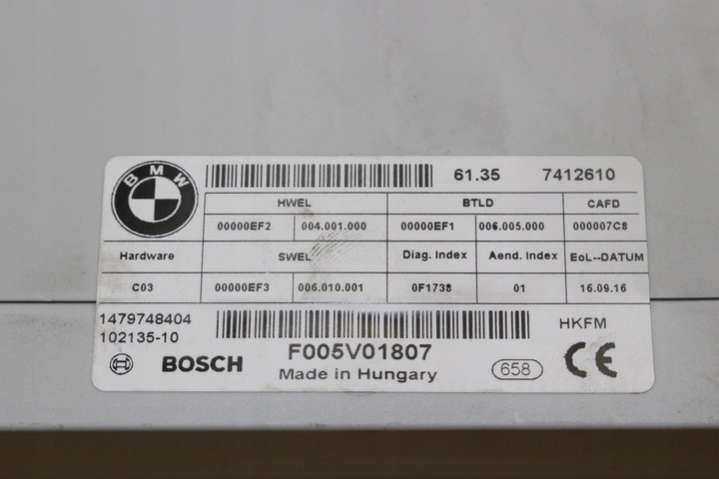 BMW
61.35 7412610
HWEL BTLD CAFD
00000EF2 004.001.000 00000EF1 006.005.000 000007C8
Hardware SWEL Diag. Index Aend. Index EoL--DATUM
C03 00000EF3 006.010.001 0F1738 01 16.09.16
1479748404 HKFM
102135-10
BOSCH F005V01807 658 CE
Made in Hungary